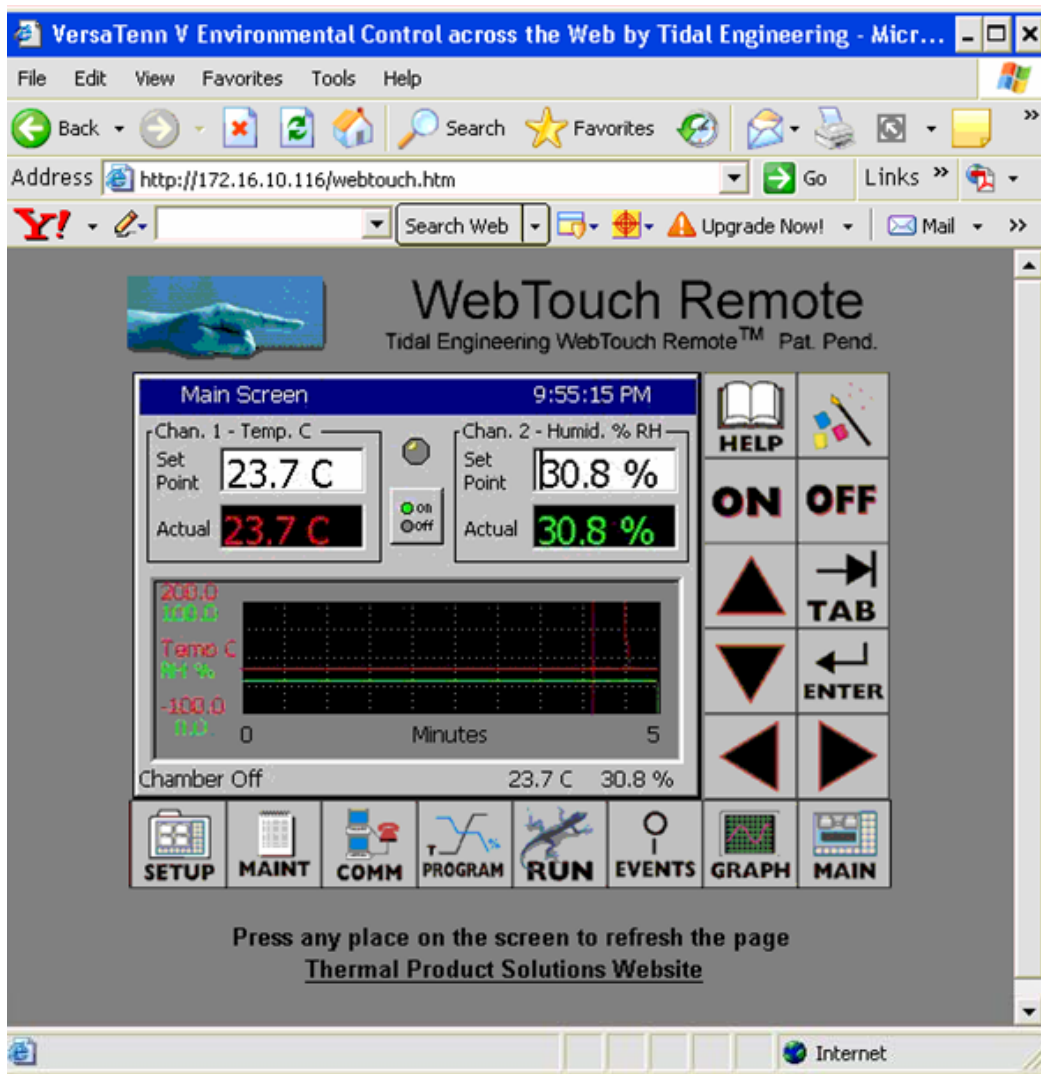 VersaTenn V Environmental Control across the Web by Tidal Engineering - Micr...
File Edit View Favorites Tools Help
Back Search Favorites
Address http://172.16.10.116/webtouch.htm Go Links
Y! Search Web Upgrade Now! Mail
WebTouch Remote
Tidal Engineering WebTouch Remote™ Pat. Pend.
Main Screen 9:55:15 PM
Chan. 1 - Temp. C
Set Point 23.7 C
Actual 23.7 C
on
off
Chan. 2 - Humid. % RH
Set Point 30.8 %
Actual 30.8 %
200.0
100.0
Temp C
RH %
-100.0
0.0
0 Minutes 5
Chamber Off 23.7 C 30.8 %
HELP
ON OFF
TAB
ENTER
SETUP MAINT COMM T % PROGRAM RUN EVENTS GRAPH MAIN
Press any place on the screen to refresh the page
Thermal Product Solutions Website
Internet